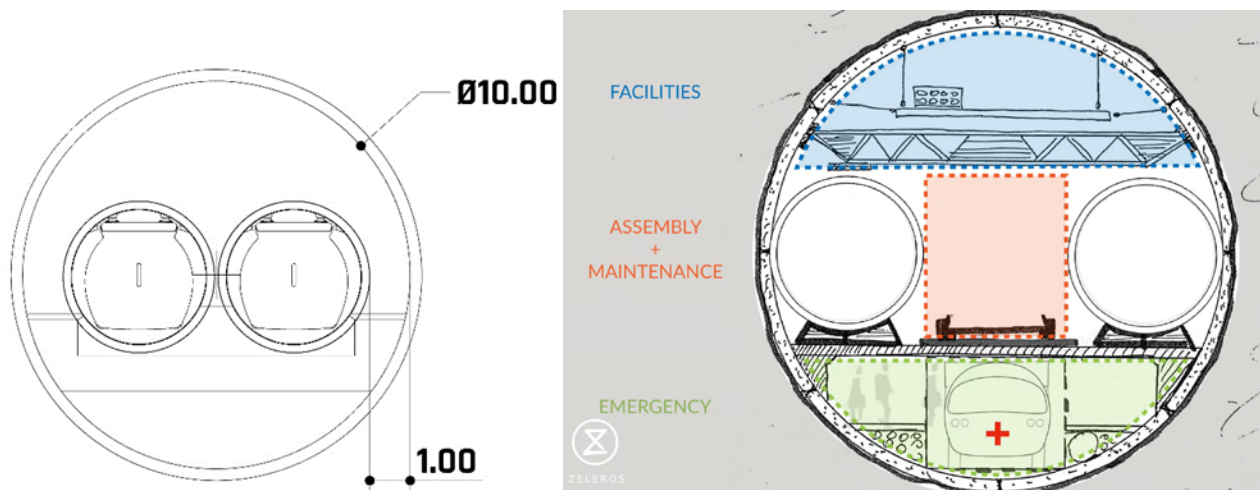 Ø10.00
1.00
FACILITIES
ASSEMBLY
+
MAINTENANCE
EMERGENCY
ZELEROS